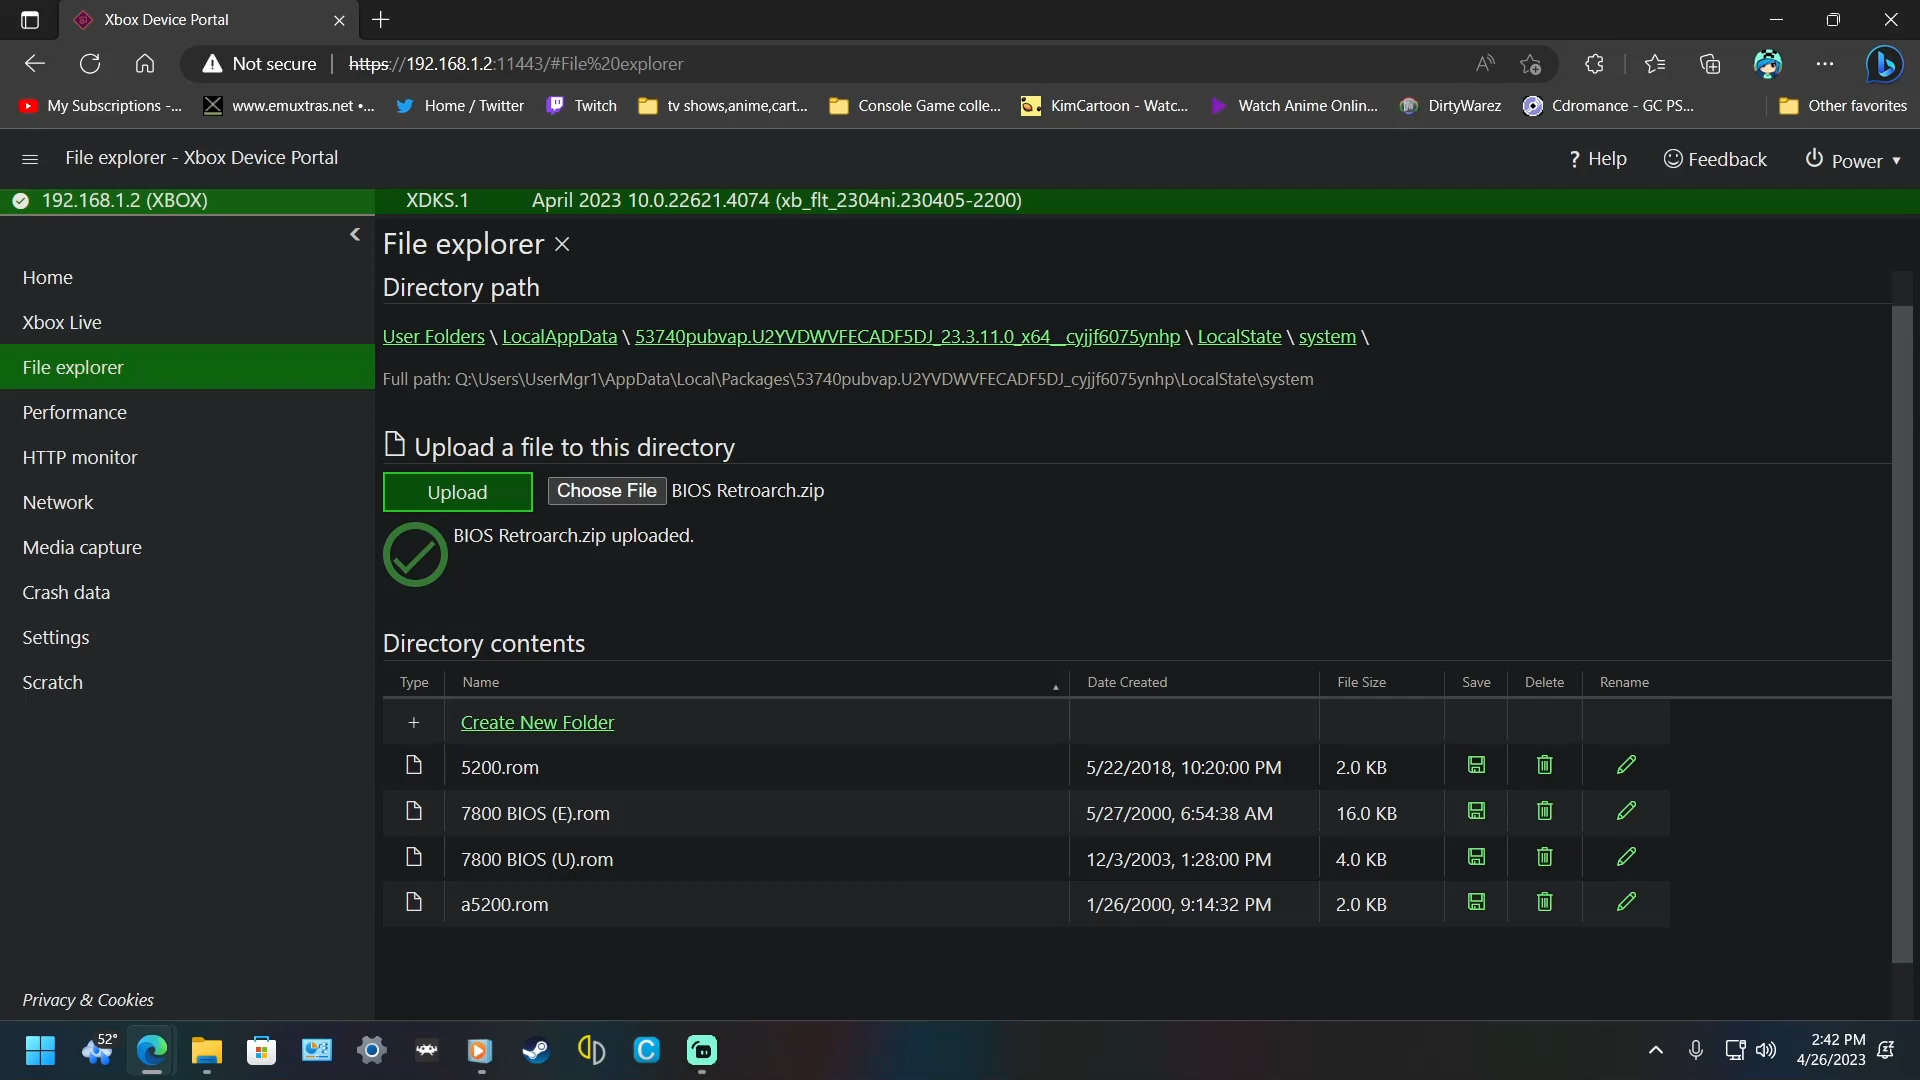 Xbox Device Portal
Not secure https://192.168.1.2:11443/#File%20explorer
My Subscriptions -... www.emuxtras.net •... Home / Twitter Twitch tv shows,anime,cart... Console Game colle... KimCartoon - Watc... Watch Anime Onlin... DirtyWarez Cdromance - GC PS... Other favorites
File explorer - Xbox Device Portal ? Help Feedback Power
192.168.1.2 (XBOX) XDKS.1 April 2023 10.0.22621.4074 (xb_flt_2304ni.230405-2200)
Home
Xbox Live
File explorer
Performance
HTTP monitor
Network
Media capture
Crash data
Settings
Scratch
Privacy & Cookies
File explorer
Directory path
User Folders \ LocalAppData \ 53740pubvap.U2YVDWVFECADF5DJ_23.3.11.0_x64__cyjjf6075ynhp \ LocalState \ system \
Full path: Q:\Users\UserMgr1\AppData\Local\Packages\53740pubvap.U2YVDWVFECADF5DJ_cyjjf6075ynhp\LocalState\system
Upload a file to this directory
Upload Choose File BIOS Retroarch.zip
BIOS Retroarch.zip uploaded.
Directory contents
Type Name Date Created File Size Save Delete Rename
+ Create New Folder
5200.rom 5/22/2018, 10:20:00 PM 2.0 KB
7800 BIOS (E).rom 5/27/2000, 6:54:38 AM 16.0 KB
7800 BIOS (U).rom 12/3/2003, 1:28:00 PM 4.0 KB
a5200.rom 1/26/2000, 9:14:32 PM 2.0 KB
52°
2:42 PM
4/26/2023